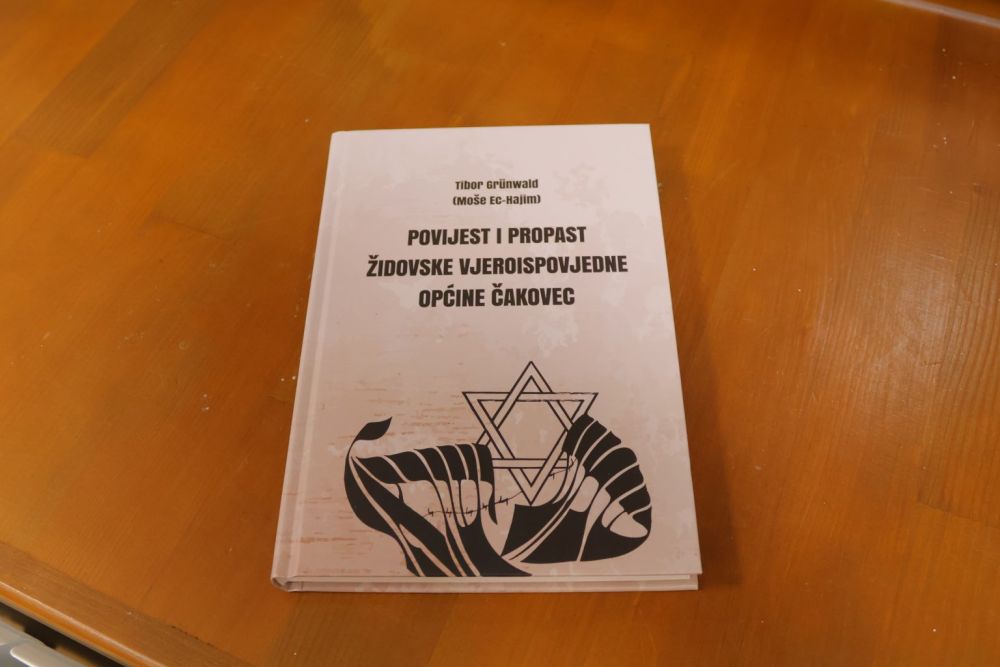 Tibor Grünwald
(Moše Ec-Hajim)
POVIJEST I PROPAST
ŽIDOVSKE VJEROISPOVJEDNE
OPĆINE ČAKOVEC